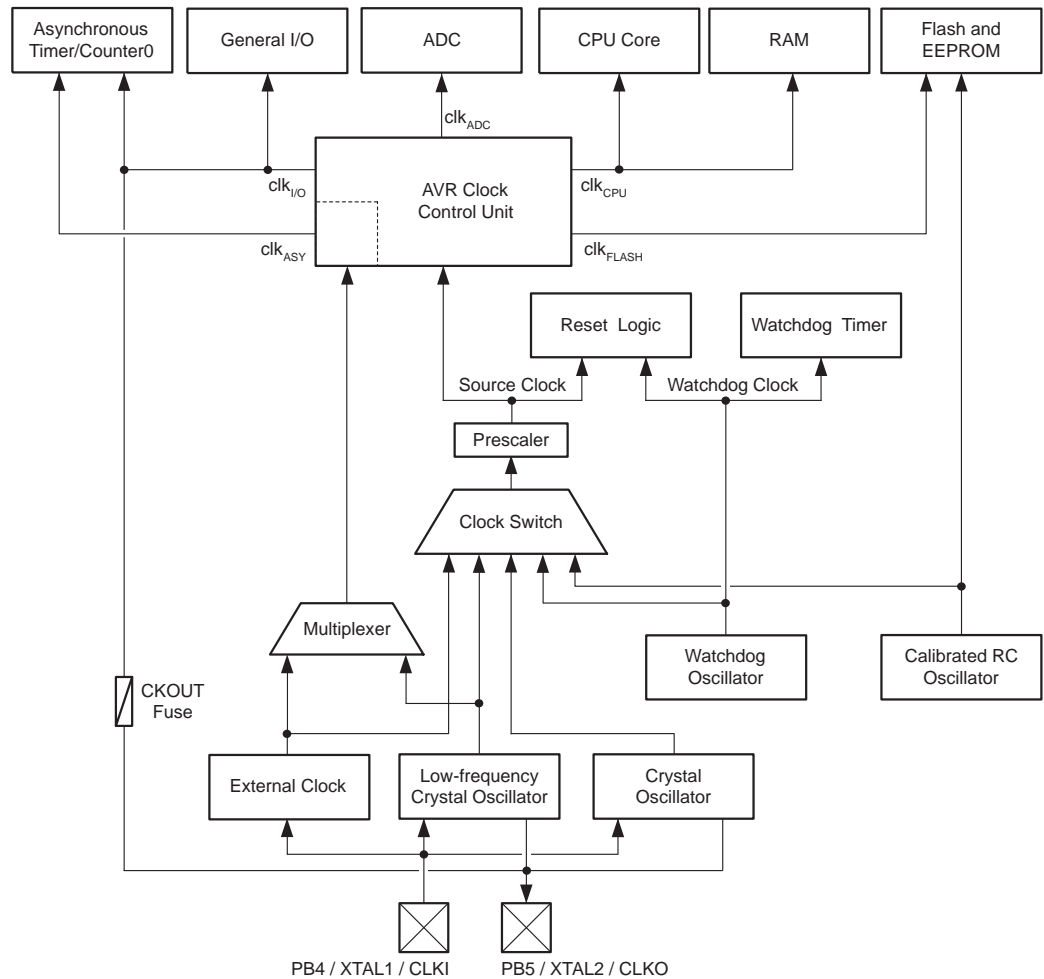 Asynchronous
Timer/Counter0
General I/O
ADC
CPU Core
RAM
Flash and
EEPROM
clkADC
clkI/O
AVR Clock
Control Unit
clkCPU
clkASY
clkFLASH
Reset Logic
Watchdog Timer
Source Clock
Watchdog Clock
Prescaler
Clock Switch
Multiplexer
Watchdog
Oscillator
Calibrated RC
Oscillator
CKOUT
Fuse
External Clock
Low-frequency
Crystal Oscillator
Crystal
Oscillator
PB4 / XTAL1 / CLKI
PB5 / XTAL2 / CLKO